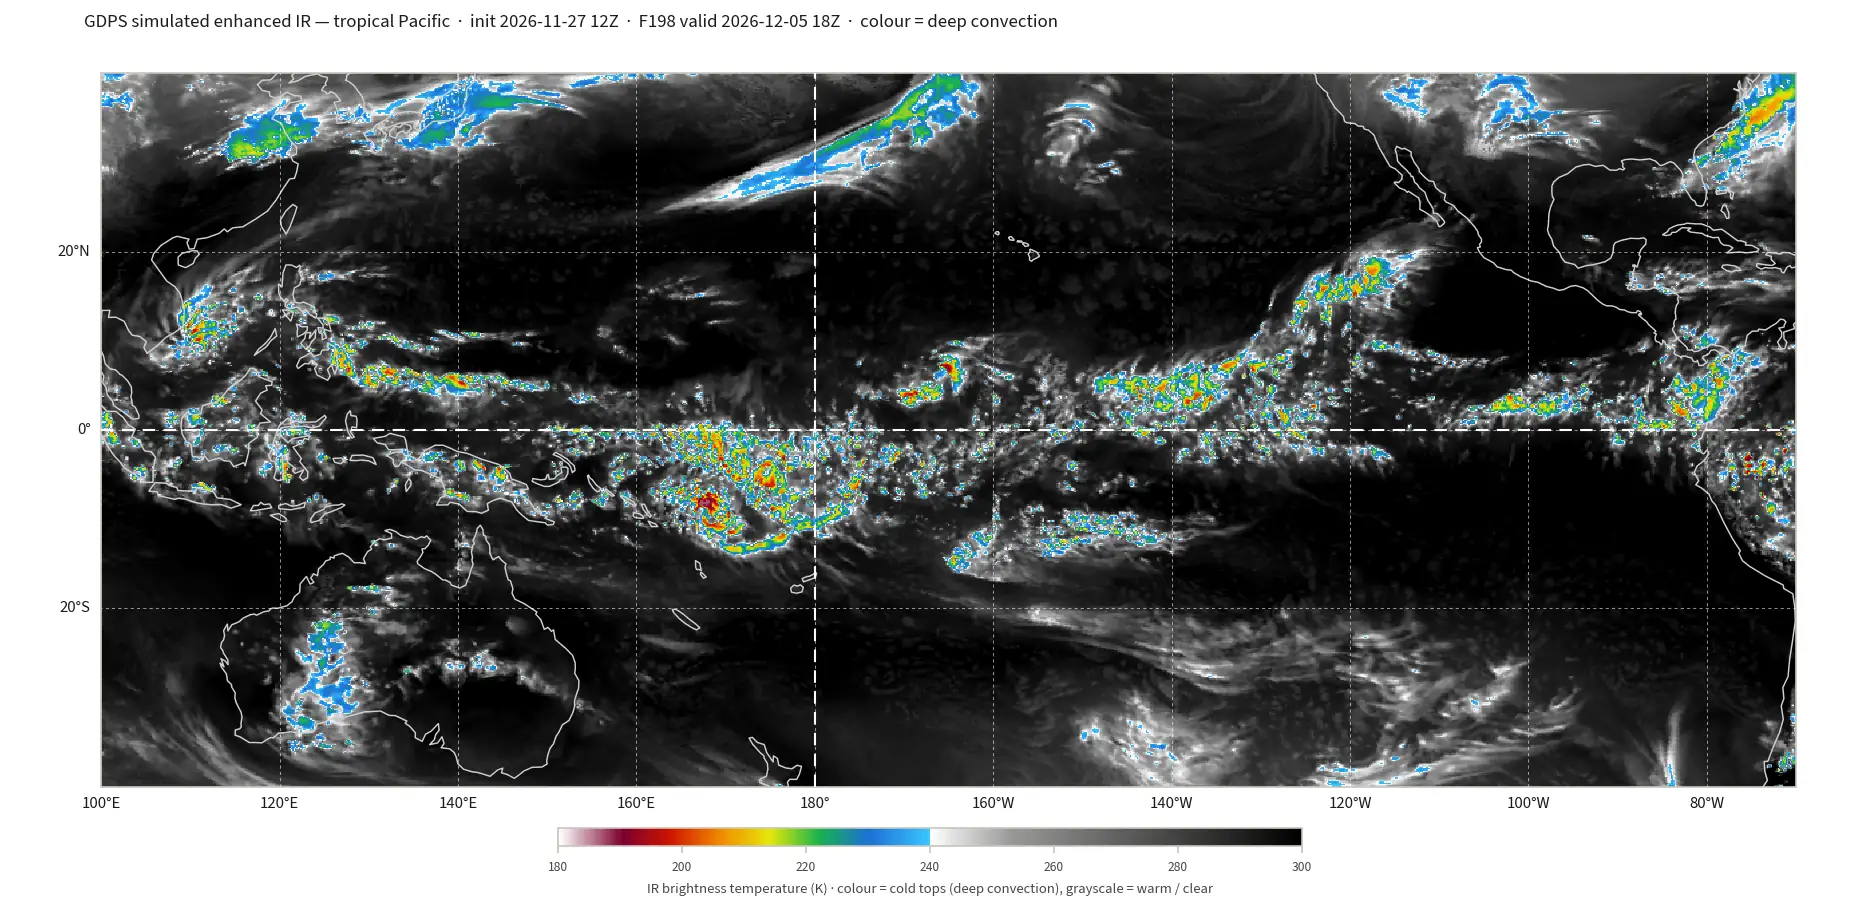 GDPS simulated enhanced IR — tropical Pacific · init 2026-11-27 12Z · F198 valid 2026-12-05 18Z · colour = deep convection
20°N
0°
20°S
100°E 120°E 140°E 160°E 180° 160°W 140°W 120°W 100°W 80°W
180 200 220 240 260 280 300
IR brightness temperature (K) · colour = cold tops (deep convection), grayscale = warm / clear